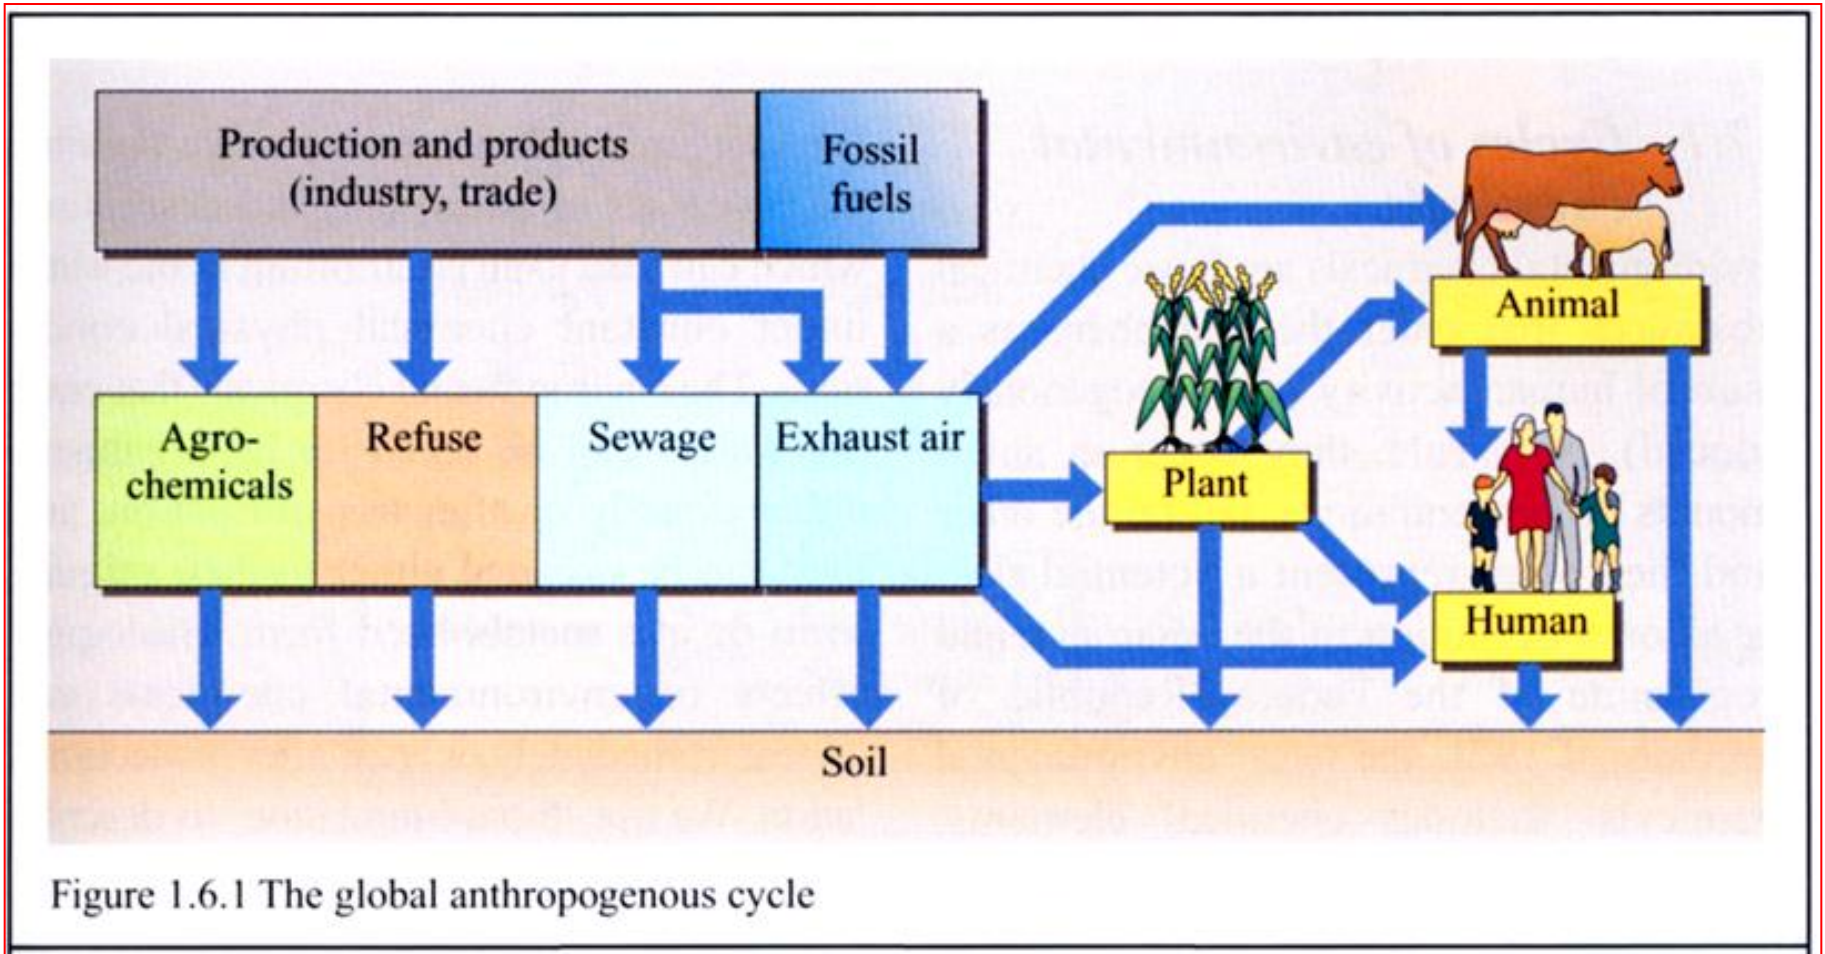 Production and products
(industry, trade)
Fossil
fuels
Agro-
chemicals
Refuse
Sewage
Exhaust air
Plant
Animal
Human
Soil
Figure 1.6.1 The global anthropogenous cycle